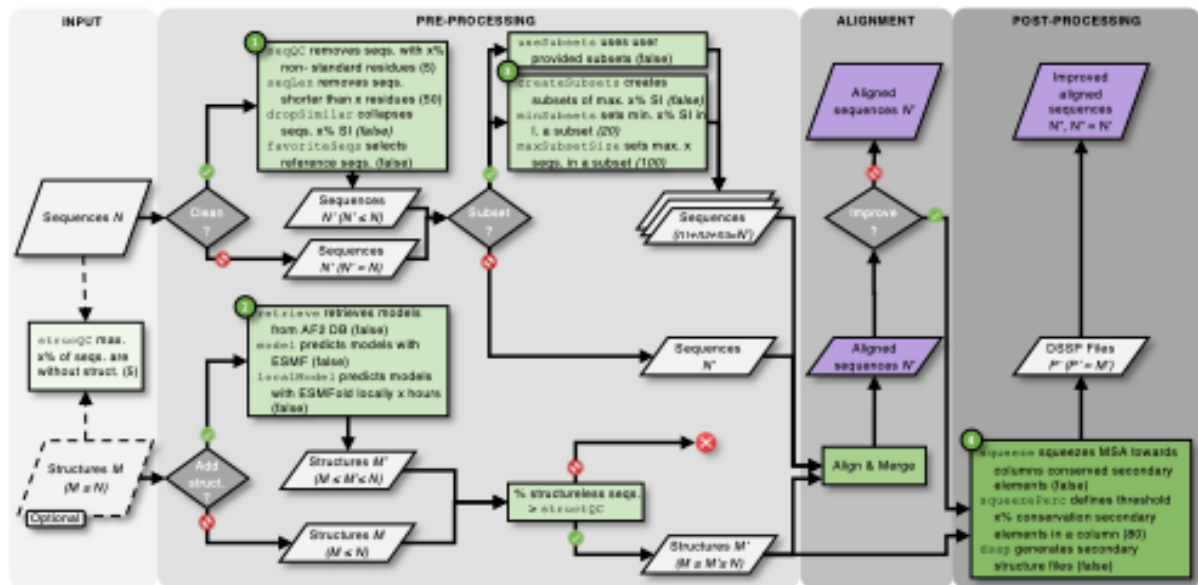 INPUT
PRE-PROCESSING
ALIGNMENT
POST-PROCESSING
seqQC removes seqs. with x%
non- standard residues (5)
seqLen removes seqs.
shorter than x residues (50)
dropSimilar collapses
seqs. x% SI (false)
favoriteSeqs selects
reference seqs. (false)
useSubsets uses user
provided subsets (false)
createSubsets creates
subsets of max. x% SI (false)
minSubsets sets min. x% SI in
a subset (20)
maxSubsetSize sets max. x
seqs. in a subset (100)
Aligned
sequences N'
Improved
aligned
sequences
Sequences N
Clean
?
Sequences
N' (N' ≤ N)
Sequences
N' (N' = N)
Subset
?
Sequences
Improve
?
strucQC max.
x% of seqs. are
without struct. (5)
retrieve retrieves models
from AF2 DB (false)
model predicts models with
ESMF (false)
localModel predicts models
with ESMFold locally x hours
(false)
Sequences
N'
Aligned
sequences N'
DSSP Files
Structures M
Optional
Add
struct.
?
Structures M'
(M ≤ M' ≤ N)
Structures M
(M ≤ N)
% structureless seqs.
Structures M'
Align & Merge
squeeze squeezes MSA towards
columns conserved secondary
elements (false)
squeezePerc defines threshold
x% conservation secondary
elements in a column (80)
dssp generates secondary
structure files (false)
1
2
3
4